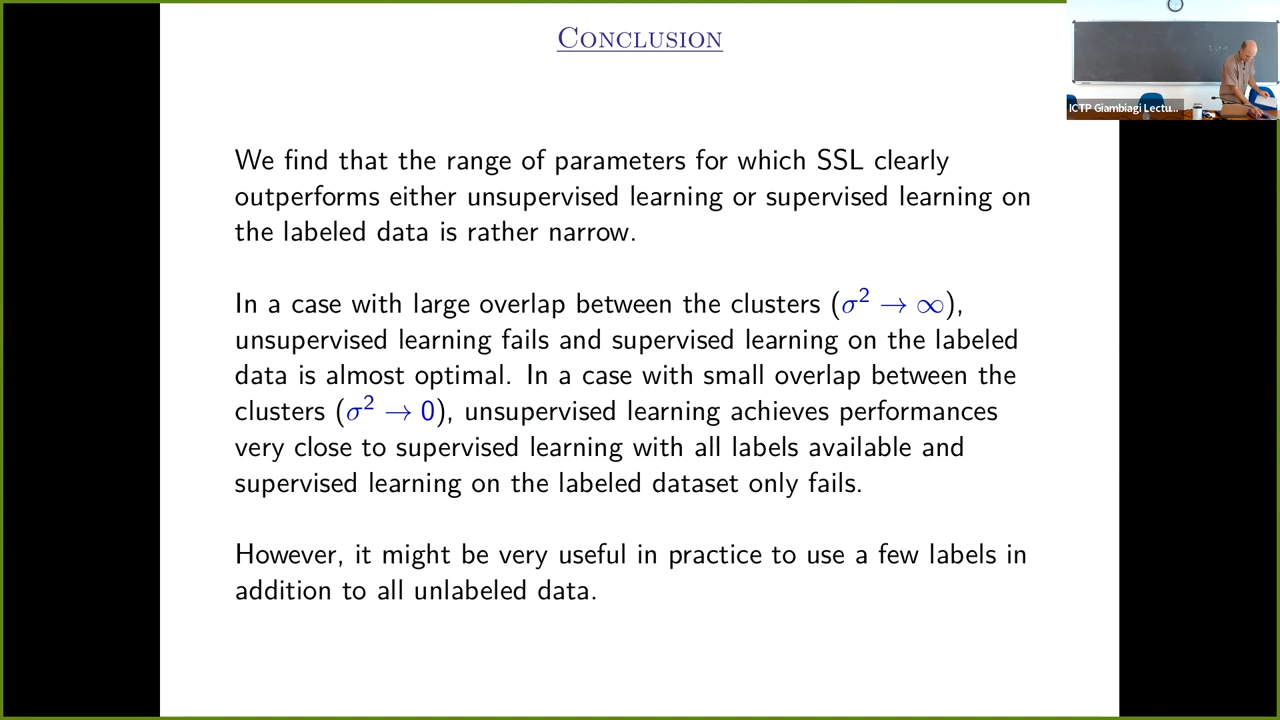 CONCLUSION
ICTP Giambiagi Lectu...
We find that the range of parameters for which SSL clearly
outperforms either unsupervised learning or supervised learning on
the labeled data is rather narrow.
In a case with large overlap between the clusters (σ² → ∞),
unsupervised learning fails and supervised learning on the labeled
data is almost optimal. In a case with small overlap between the
clusters (σ² → 0), unsupervised learning achieves performances
very close to supervised learning with all labels available and
supervised learning on the labeled dataset only fails.
However, it might be very useful in practice to use a few labels in
addition to all unlabeled data.